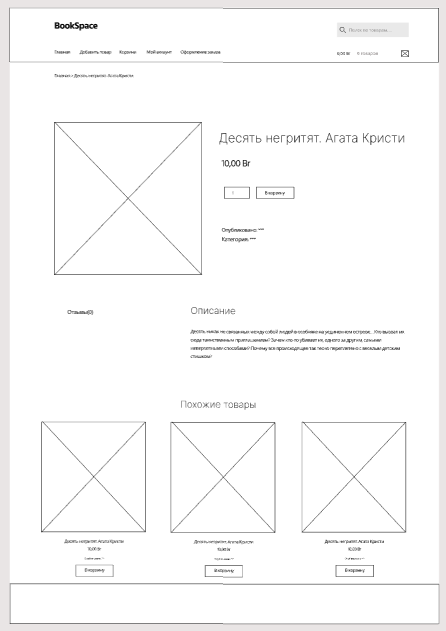 BookSpace
Поиск по товарам...
Главная Добавить товар Корзина Мой аккаунт Оформление заказа
0,00 Br 0 товаров
Главная / Десять негритят. Агата Кристи
Десять негритят. Агата Кристи
10,00 Br
1 В корзину
Опубликовано: ***
Категория: ***
Отзывы(0)
Описание
Десять никак не связанных между собой людей в особняке на уединенном острове... Кто вызвал их
сюда таинственным приглашением? Зачем кто-то убивает их, одного за другим, самыми
невероятными способами? Почему все происходящее так тесно переплетено с веселым детским
стишком?
Похожие товары
Десять негритят. Агата Кристи
10,00 Br
В корзину
Десять негритят. Агата Кристи
10,00 Br
В корзину
Десять негритят. Агата Кристи
10,00 Br
В корзину